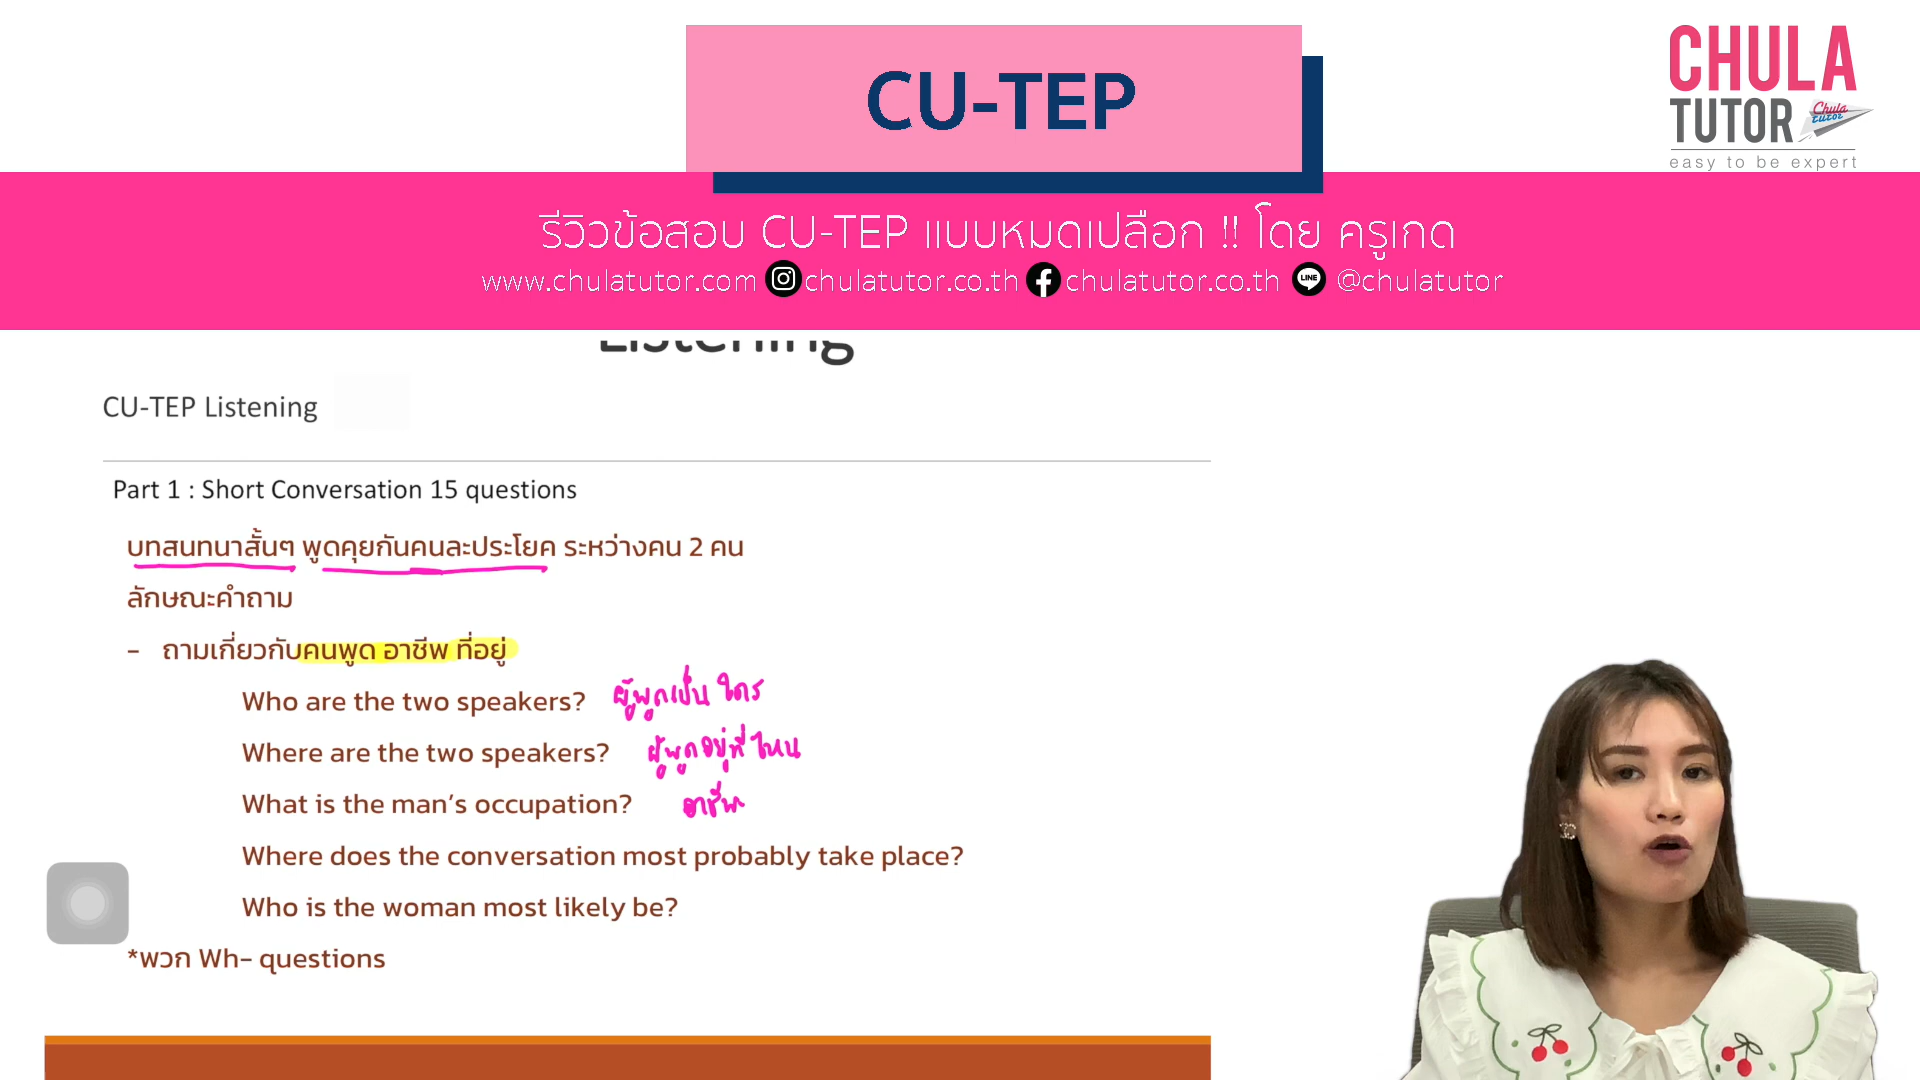 CU-TEP
CHULA
TUTOR
Chula
tutor
easy to be expert
รีวิวข้อสอบ CU-TEP แบบหมดเปลือก !! โดย ครูเกด
www.chulatutor.com chulatutor.co.th chulatutor.co.th LINE @chulatutor
Listening
CU-TEP Listening
Part 1 : Short Conversation 15 questions
บทสนทนาสั้นๆ พูดคุยกันคนละประโยค ระหว่างคน 2 คน
ลักษณะคำถาม
- ถามเกี่ยวกับคนพูด อาชีพ ที่อยู่
Who are the two speakers? ผู้พูดเป็น ใคร
Where are the two speakers? ผู้พูดอยู่ที่ไหน
What is the man’s occupation? อาชีพ
Where does the conversation most probably take place?
Who is the woman most likely be?
*พวก Wh- questions